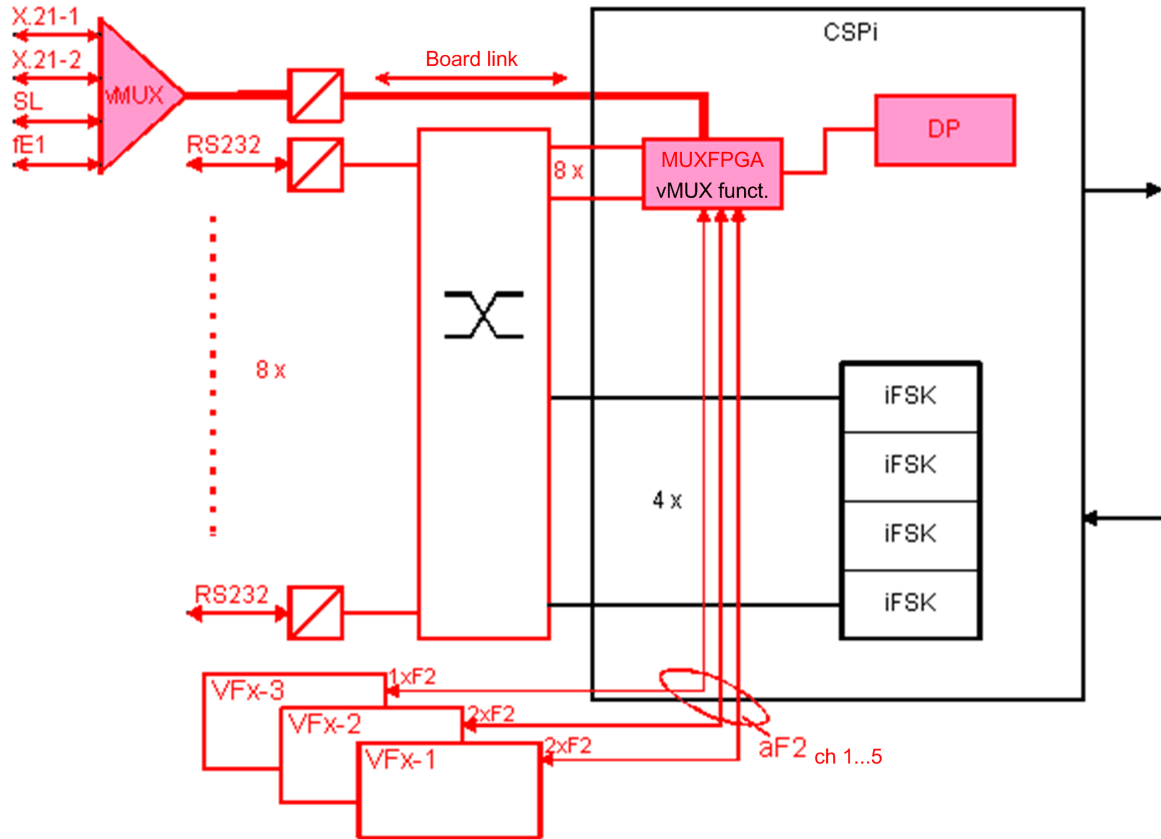 X.21-1
X.21-2
SL
fE1
vMUX
Board link
CSPi
DP
RS232
8 x
MUXFPGA
vMUX funct.
8 x
iFSK
iFSK
iFSK
iFSK
4 x
RS232
VFx-3
1xF2
VFx-2
2xF2
VFx-1
2xF2
aF2 ch 1...5